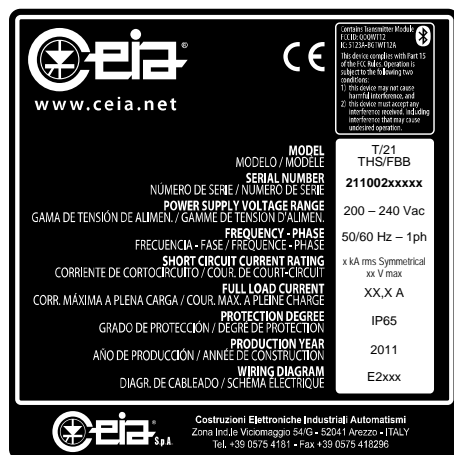 Ceia®
www.ceia.net
CE
Contains Transmitter Module
FCC ID: QOQWT12
IC: 5123A-BGTWT12A
This device complies with Part 15
of the FCC Rules. Operation is
subject to the following two
conditions:
1) this device may not cause
harmful interference, and
2) this device must accept any
interference received, including
interference that may cause
undesired operation.
MODEL
MODELO / MODÈLE
T/21
THS/FBB
SERIAL NUMBER
NÚMERO DE SERIE / NUMÉRO DE SÉRIE
211002xxxxx
POWER SUPPLY VOLTAGE RANGE
GAMA DE TENSIÓN DE ALIMEN. / GAMME DE TENSION D'ALIMEN.
200 – 240 Vac
FREQUENCY - PHASE
FRECUENCIA - FASE / FREQUENCE - PHASE
50/60 Hz – 1ph
SHORT CIRCUIT CURRENT RATING
CORRIENTE DE CORTOCIRCUITO / COUR. DE COURT-CIRCUIT
x kA rms Symmetrical
xx V max
FULL LOAD CURRENT
CORR. MÁXIMA A PLENA CARGA / COUR. MAX. A PLEINE CHARGE
XX,X A
PROTECTION DEGREE
GRADO DE PROTECCIÓN / DEGRÉ DE PROTECTION
IP65
PRODUCTION YEAR
AÑO DE PRODUCCIÓN / ANNÉE DE CONSTRUCTION
2011
WIRING DIAGRAM
DIAGR. DE CABLEADO / SCHÉMA ÉLECTRIQUE
E2xxx
Ceia S.p.A.
Costruzioni Elettroniche Industriali Automatismi
Zona Ind.le Viciomaggio 54/G - 52041 Arezzo - ITALY
Tel. +39 0575 4181 - Fax +39 0575 418296